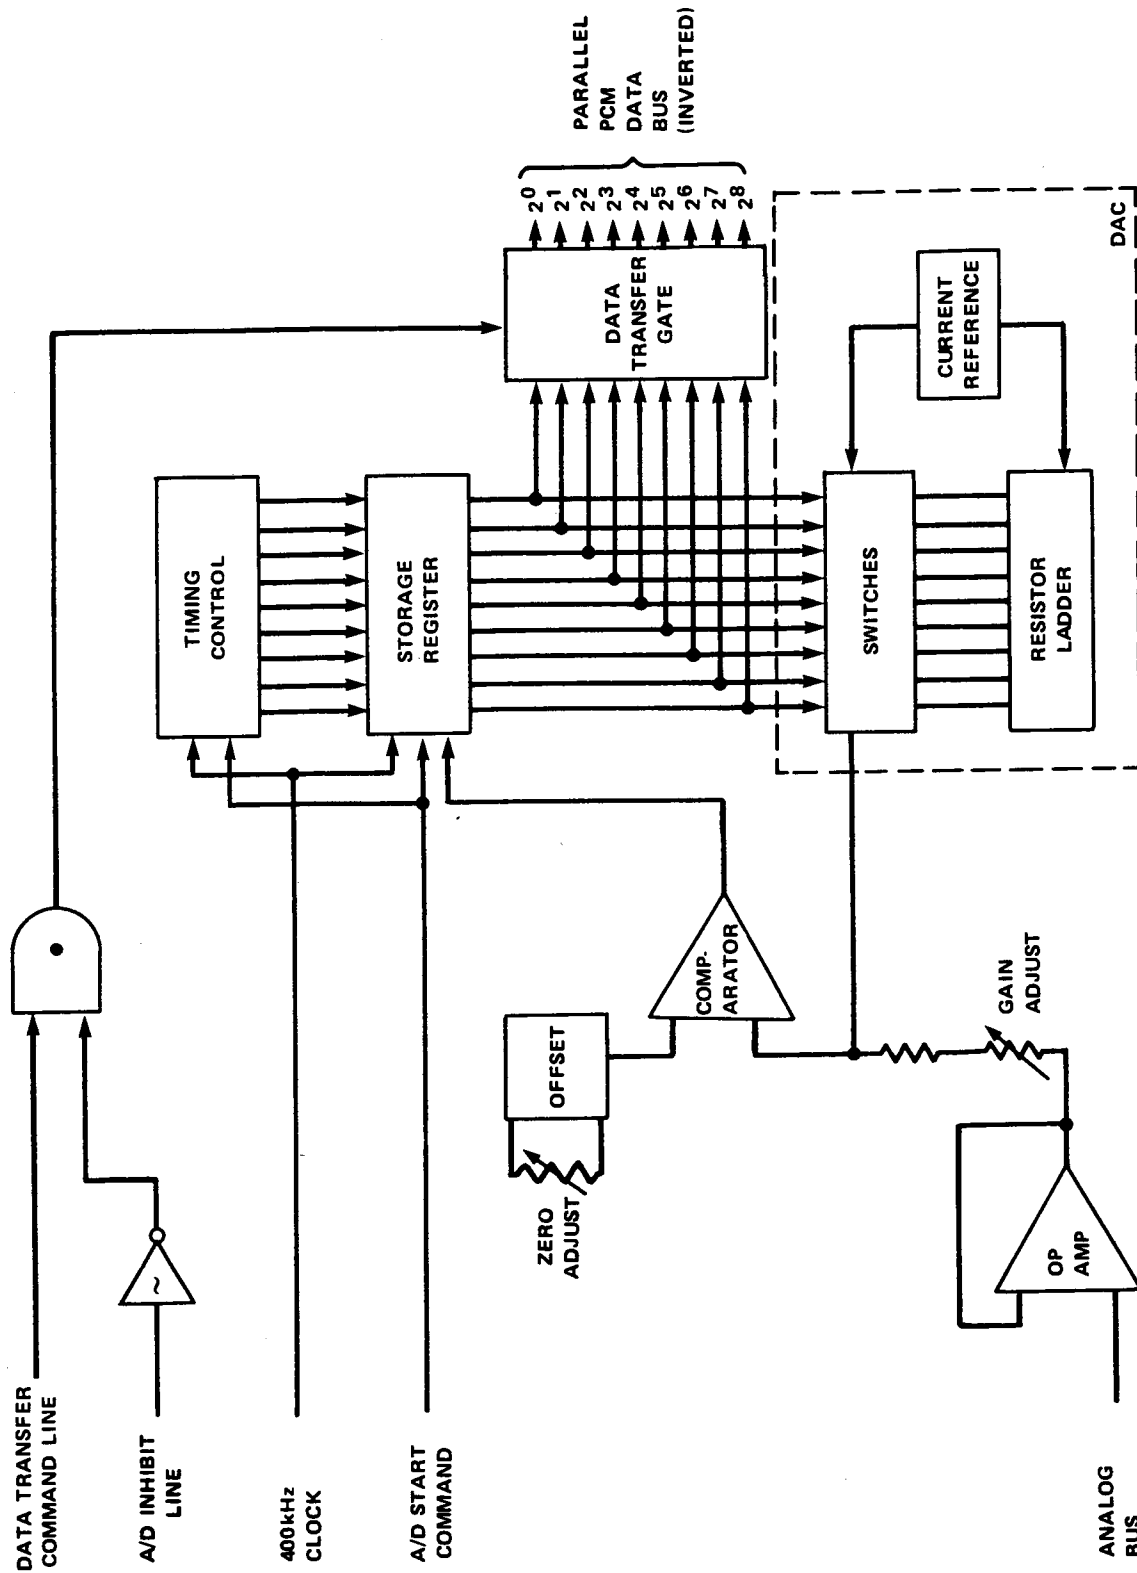 DATA TRANSFER
COMMAND LINE
A/D INHIBIT
LINE
400kHz
CLOCK
A/D START
COMMAND
ANALOG
BUS
~
OP
AMP
ZERO
ADJUST
OFFSET
GAIN
ADJUST
COMP-
ARATOR
TIMING
CONTROL
STORAGE
REGISTER
SWITCHES
RESISTOR
LADDER
CURRENT
REFERENCE
DAC
DATA
TRANSFER
GATE
2⁰
2¹
2²
2³
2⁴
2⁵
2⁶
2⁷
2⁸
PARALLEL
PCM
DATA
BUS
(INVERTED)